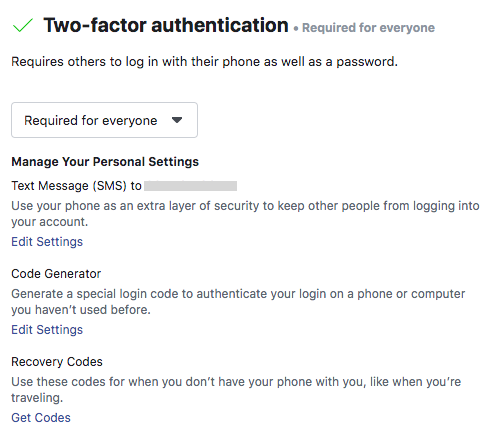 Two-factor authentication • Required for everyone
Requires others to log in with their phone as well as a password.
Required for everyone
Manage Your Personal Settings
Text Message (SMS) to
Use your phone as an extra layer of security to keep other people from logging into
your account.
Edit Settings
Code Generator
Generate a special login code to authenticate your login on a phone or computer
you haven’t used before.
Edit Settings
Recovery Codes
Use these codes for when you don’t have your phone with you, like when you’re
traveling.
Get Codes